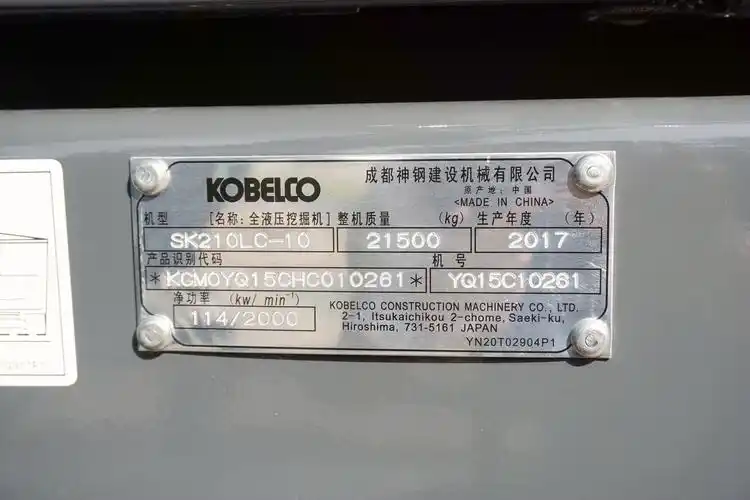 KOBELCO 成都神钢建设机械有限公司
原产地：中国
<MADE IN CHINA>
机型 [名称：全液压挖掘机] 整机质量 (kg) 生产年度 (年)
SK210LC-10 21500 2017
产品识别代码 机号
*KGM0YQ15CHC010261* YQ15C10261
净功率 (kw/ min⁻¹)
114/2000
KOBELCO CONSTRUCTION MACHINERY CO., LTD.
2-1, Itsukaichikou 2-chome, Saeki-ku,
Hiroshima, 731-5161 JAPAN
YN20T02904P1